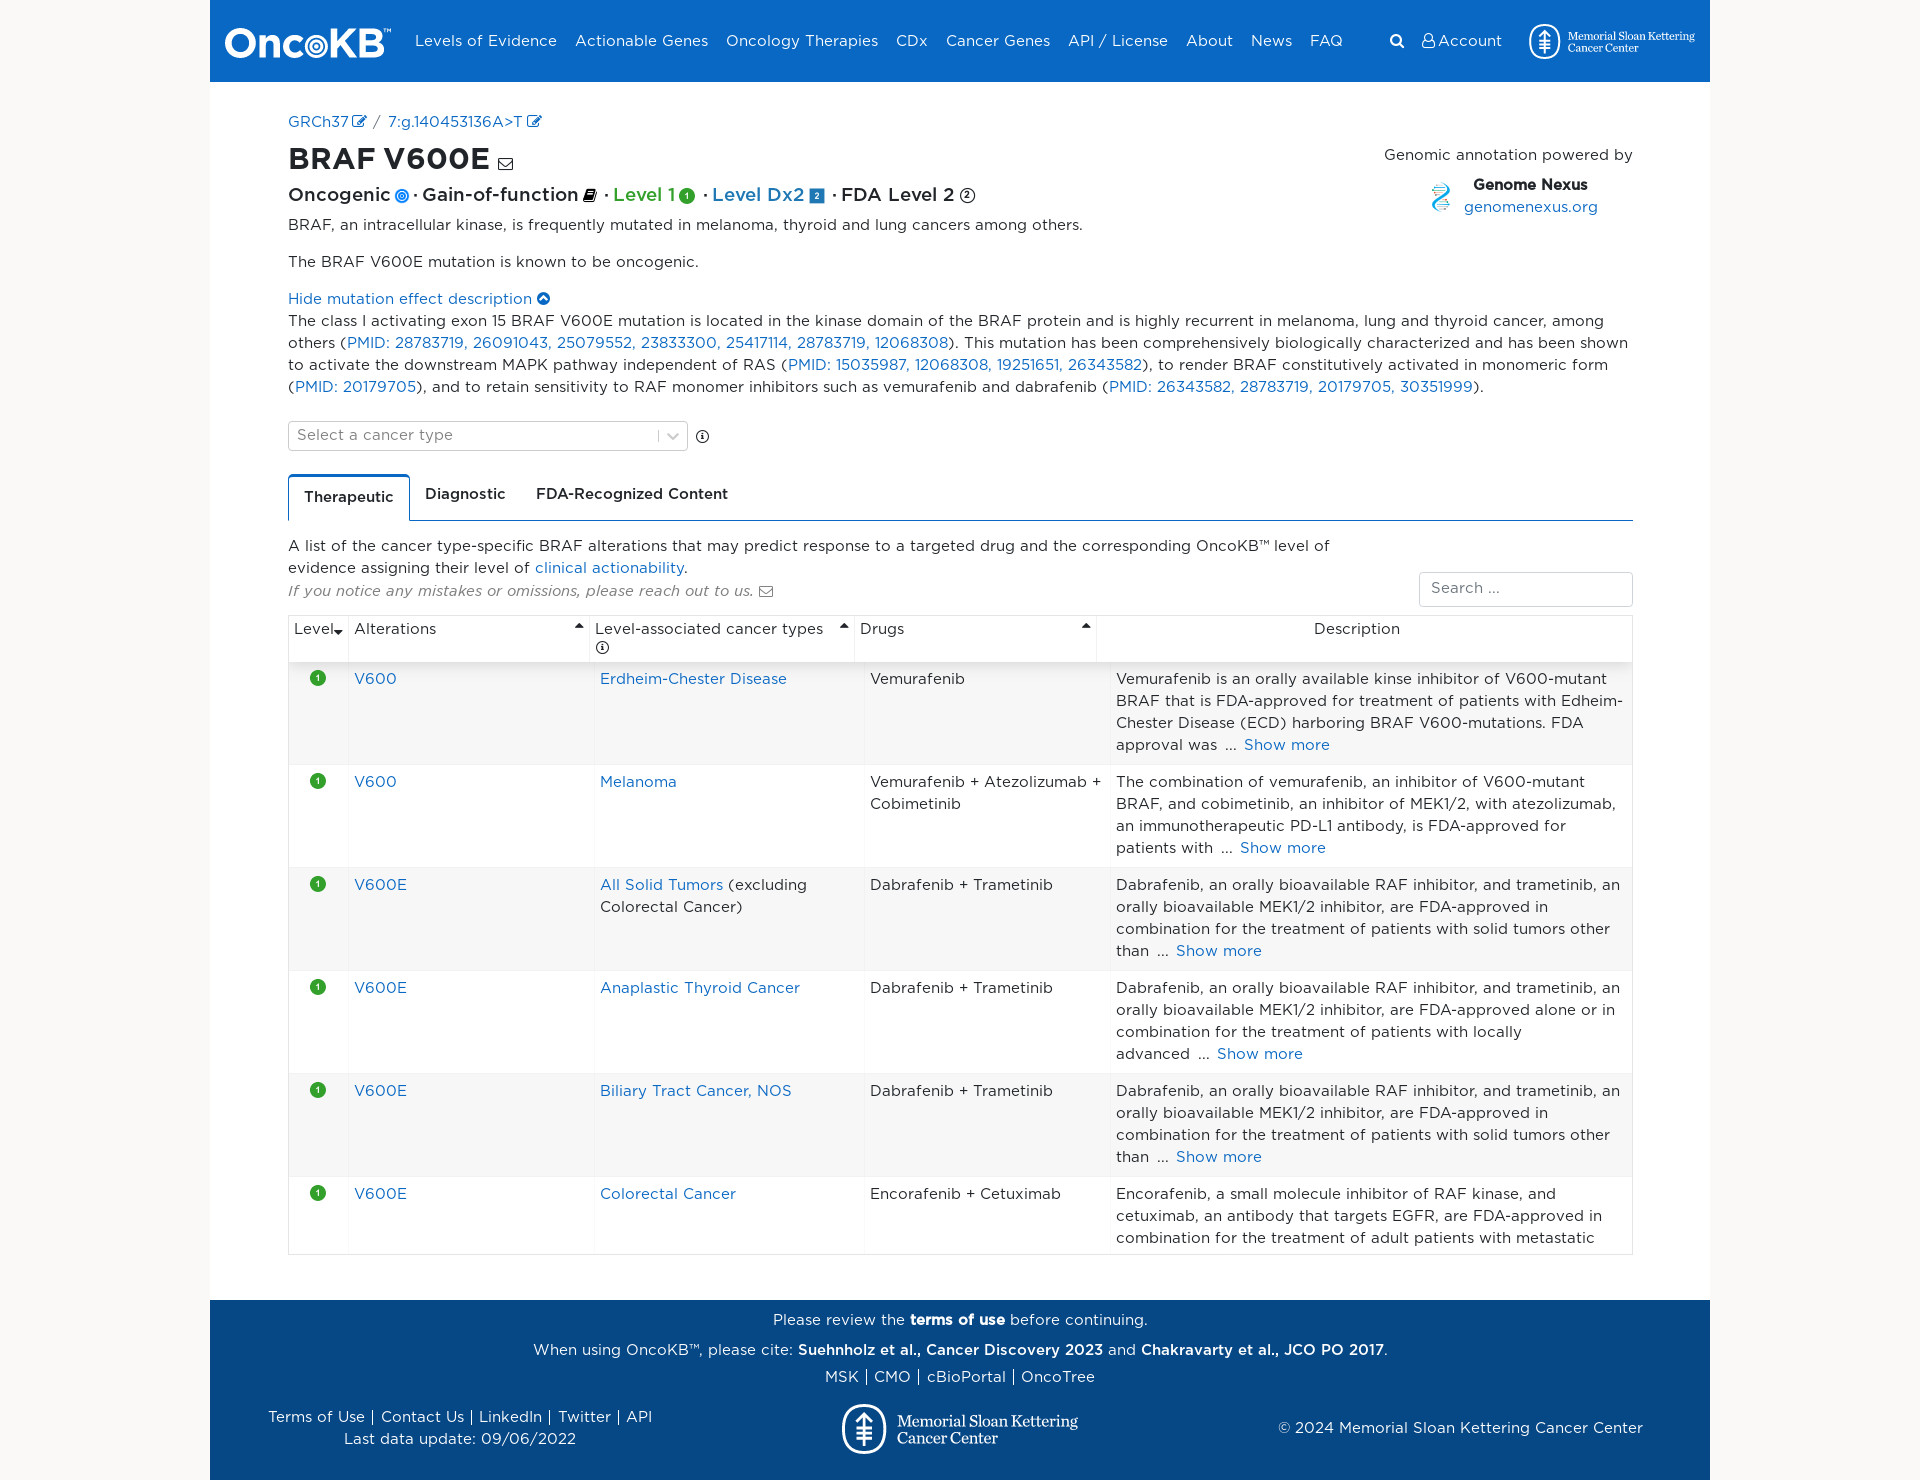 OncoKB™ Levels of Evidence Actionable Genes Oncology Therapies CDx Cancer Genes API / License About News FAQ Account Memorial Sloan Kettering
Cancer Center
GRCh37 / 7:g.140453136A>T
BRAF V600E
Genomic annotation powered by
Genome Nexus
genomenexus.org
Oncogenic · Gain-of-function · Level 1 1 · Level Dx2 2 · FDA Level 2 2
BRAF, an intracellular kinase, is frequently mutated in melanoma, thyroid and lung cancers among others.
The BRAF V600E mutation is known to be oncogenic.
Hide mutation effect description
The class I activating exon 15 BRAF V600E mutation is located in the kinase domain of the BRAF protein and is highly recurrent in melanoma, lung and thyroid cancer, among
others (PMID: 28783719, 26091043, 25079552, 23833300, 25417114, 28783719, 12068308). This mutation has been comprehensively biologically characterized and has been shown
to activate the downstream MAPK pathway independent of RAS (PMID: 15035987, 12068308, 19251651, 26343582), to render BRAF constitutively activated in monomeric form
(PMID: 20179705), and to retain sensitivity to RAF monomer inhibitors such as vemurafenib and dabrafenib (PMID: 26343582, 28783719, 20179705, 30351999).
Select a cancer type
Therapeutic Diagnostic FDA-Recognized Content
A list of the cancer type-specific BRAF alterations that may predict response to a targeted drug and the corresponding OncoKB™ level of
evidence assigning their level of clinical actionability.
If you notice any mistakes or omissions, please reach out to us.
Search ...
Level Alterations Level-associated cancer types Drugs Description
1 V600 Erdheim-Chester Disease Vemurafenib Vemurafenib is an orally available kinse inhibitor of V600-mutant
BRAF that is FDA-approved for treatment of patients with Edheim-
Chester Disease (ECD) harboring BRAF V600-mutations. FDA
approval was ... Show more
1 V600 Melanoma Vemurafenib + Atezolizumab + The combination of vemurafenib, an inhibitor of V600-mutant
Cobimetinib BRAF, and cobimetinib, an inhibitor of MEK1/2, with atezolizumab,
an immunotherapeutic PD-L1 antibody, is FDA-approved for
patients with ... Show more
1 V600E All Solid Tumors (excluding Dabrafenib + Trametinib Dabrafenib, an orally bioavailable RAF inhibitor, and trametinib, an
Colorectal Cancer) orally bioavailable MEK1/2 inhibitor, are FDA-approved in
combination for the treatment of patients with solid tumors other
than ... Show more
1 V600E Anaplastic Thyroid Cancer Dabrafenib + Trametinib Dabrafenib, an orally bioavailable RAF inhibitor, and trametinib, an
orally bioavailable MEK1/2 inhibitor, are FDA-approved alone or in
combination for the treatment of patients with locally
advanced ... Show more
1 V600E Biliary Tract Cancer, NOS Dabrafenib + Trametinib Dabrafenib, an orally bioavailable RAF inhibitor, and trametinib, an
orally bioavailable MEK1/2 inhibitor, are FDA-approved in
combination for the treatment of patients with solid tumors other
than ... Show more
1 V600E Colorectal Cancer Encorafenib + Cetuximab Encorafenib, a small molecule inhibitor of RAF kinase, and
cetuximab, an antibody that targets EGFR, are FDA-approved in
combination for the treatment of adult patients with metastatic
Please review the terms of use before continuing.
When using OncoKB™, please cite: Suehnholz et al., Cancer Discovery 2023 and Chakravarty et al., JCO PO 2017.
MSK | CMO | cBioPortal | OncoTree
Terms of Use | Contact Us | LinkedIn | Twitter | API
Last data update: 09/06/2022
Memorial Sloan Kettering
Cancer Center
© 2024 Memorial Sloan Kettering Cancer Center